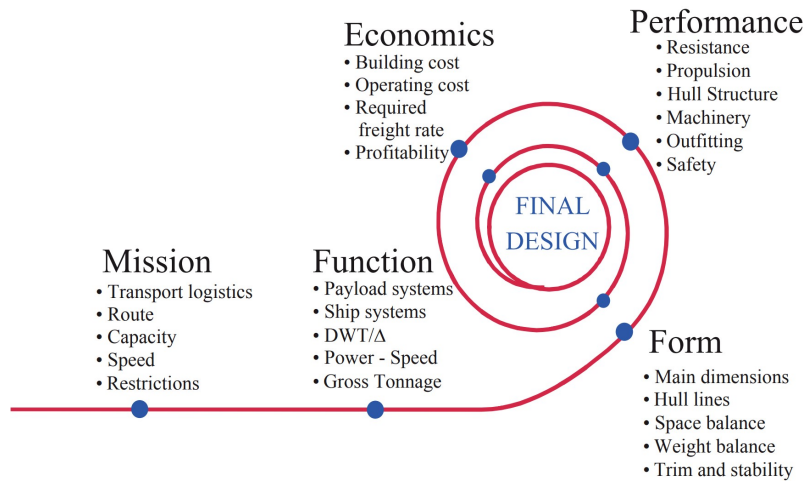 Economics
• Building cost
• Operating cost
• Required
freight rate
• Profitability
Performance
• Resistance
• Propulsion
• Hull Structure
• Machinery
• Outfitting
• Safety
FINAL
DESIGN
Mission
• Transport logistics
• Route
• Capacity
• Speed
• Restrictions
Function
• Payload systems
• Ship systems
• DWT/Δ
• Power - Speed
• Gross Tonnage
Form
• Main dimensions
• Hull lines
• Space balance
• Weight balance
• Trim and stability